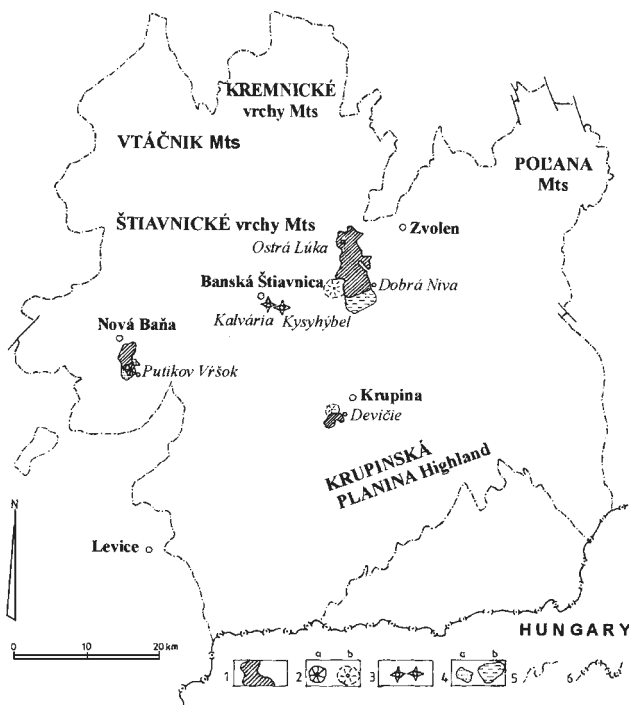 KREMNICKÉ
vrchy Mts
VTÁČNIK Mts
POĽANA
Mts
ŠTIAVNICKÉ vrchy Mts
Zvolen
Ostrá Lúka
Banská Štiavnica
Dobrá Niva
Kalvária Kysyhýbel
Nová Baňa
Putikov Vŕšok
Krupina
Devičie
KRUPINSKÁ
PLANINA Highland
N
Levice
HUNGARY
0 10 20 km
a b a b
1 2 3 4 5 6